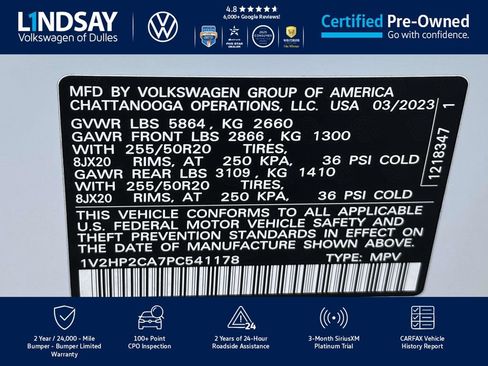 L1NDSAY
Volkswagen of Dulles
4.8 ★★★★★
6,000+ Google Reviews!
Certified Pre-Owned
Go with confidence.
MFD BY VOLKSWAGEN GROUP OF AMERICA
CHATTANOOGA OPERATIONS, LLC. USA 03/2023
GVWR LBS 5864, KG 2660
GAWR FRONT LBS 2866, KG 1300
WITH 255/50R20 TIRES,
8JX20 RIMS, AT 250 KPA, 36 PSI COLD
GAWR REAR LBS 3109, KG 1410
WITH 255/50R20 TIRES,
8JX20 RIMS, AT 250 KPA, 36 PSI COLD
THIS VEHICLE CONFORMS TO ALL APPLICABLE
U.S. FEDERAL MOTOR VEHICLE SAFETY AND
THEFT PREVENTION STANDARDS IN EFFECT ON
THE DATE OF MANUFACTURE SHOWN ABOVE.
1V2HP2CA7PC541178 TYPE: MPV
1218347 1
2 Year / 24,000 - Mile
Bumper - Bumper Limited
Warranty
100+ Point
CPO Inspection
24
2 Years of 24-Hour
Roadside Assistance
3-Month SiriusXM
Platinum Trial
CARFAX Vehicle
History Report